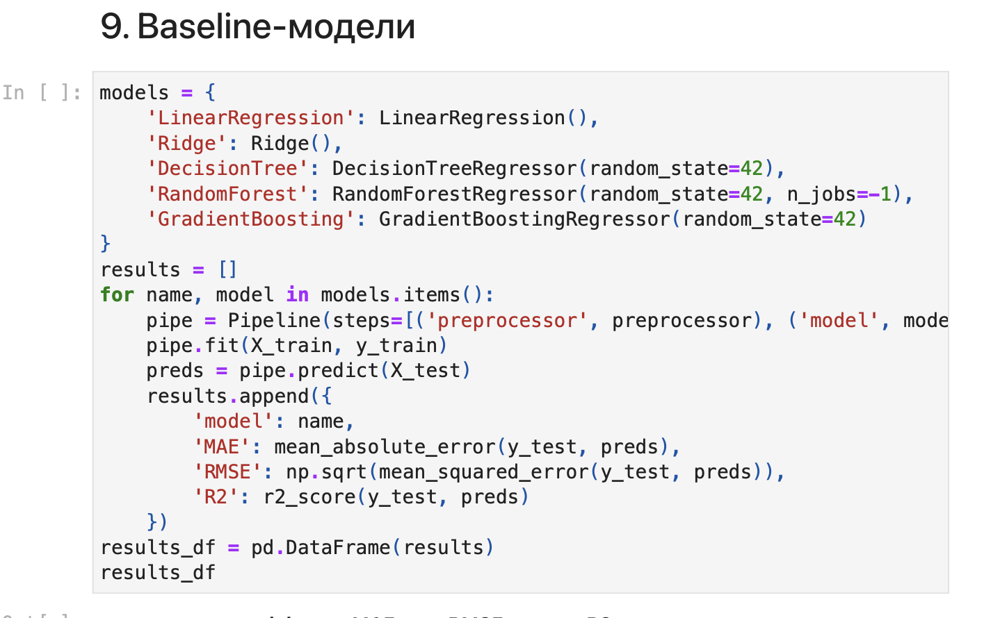 9. Baseline-модели
In [ ]:
models = {
    'LinearRegression': LinearRegression(),
    'Ridge': Ridge(),
    'DecisionTree': DecisionTreeRegressor(random_state=42),
    'RandomForest': RandomForestRegressor(random_state=42, n_jobs=-1),
    'GradientBoosting': GradientBoostingRegressor(random_state=42)
}
results = []
for name, model in models.items():
    pipe = Pipeline(steps=[('preprocessor', preprocessor), ('model', mode
    pipe.fit(X_train, y_train)
    preds = pipe.predict(X_test)
    results.append({
        'model': name,
        'MAE': mean_absolute_error(y_test, preds),
        'RMSE': np.sqrt(mean_squared_error(y_test, preds)),
        'R2': r2_score(y_test, preds)
    })
results_df = pd.DataFrame(results)
results_df